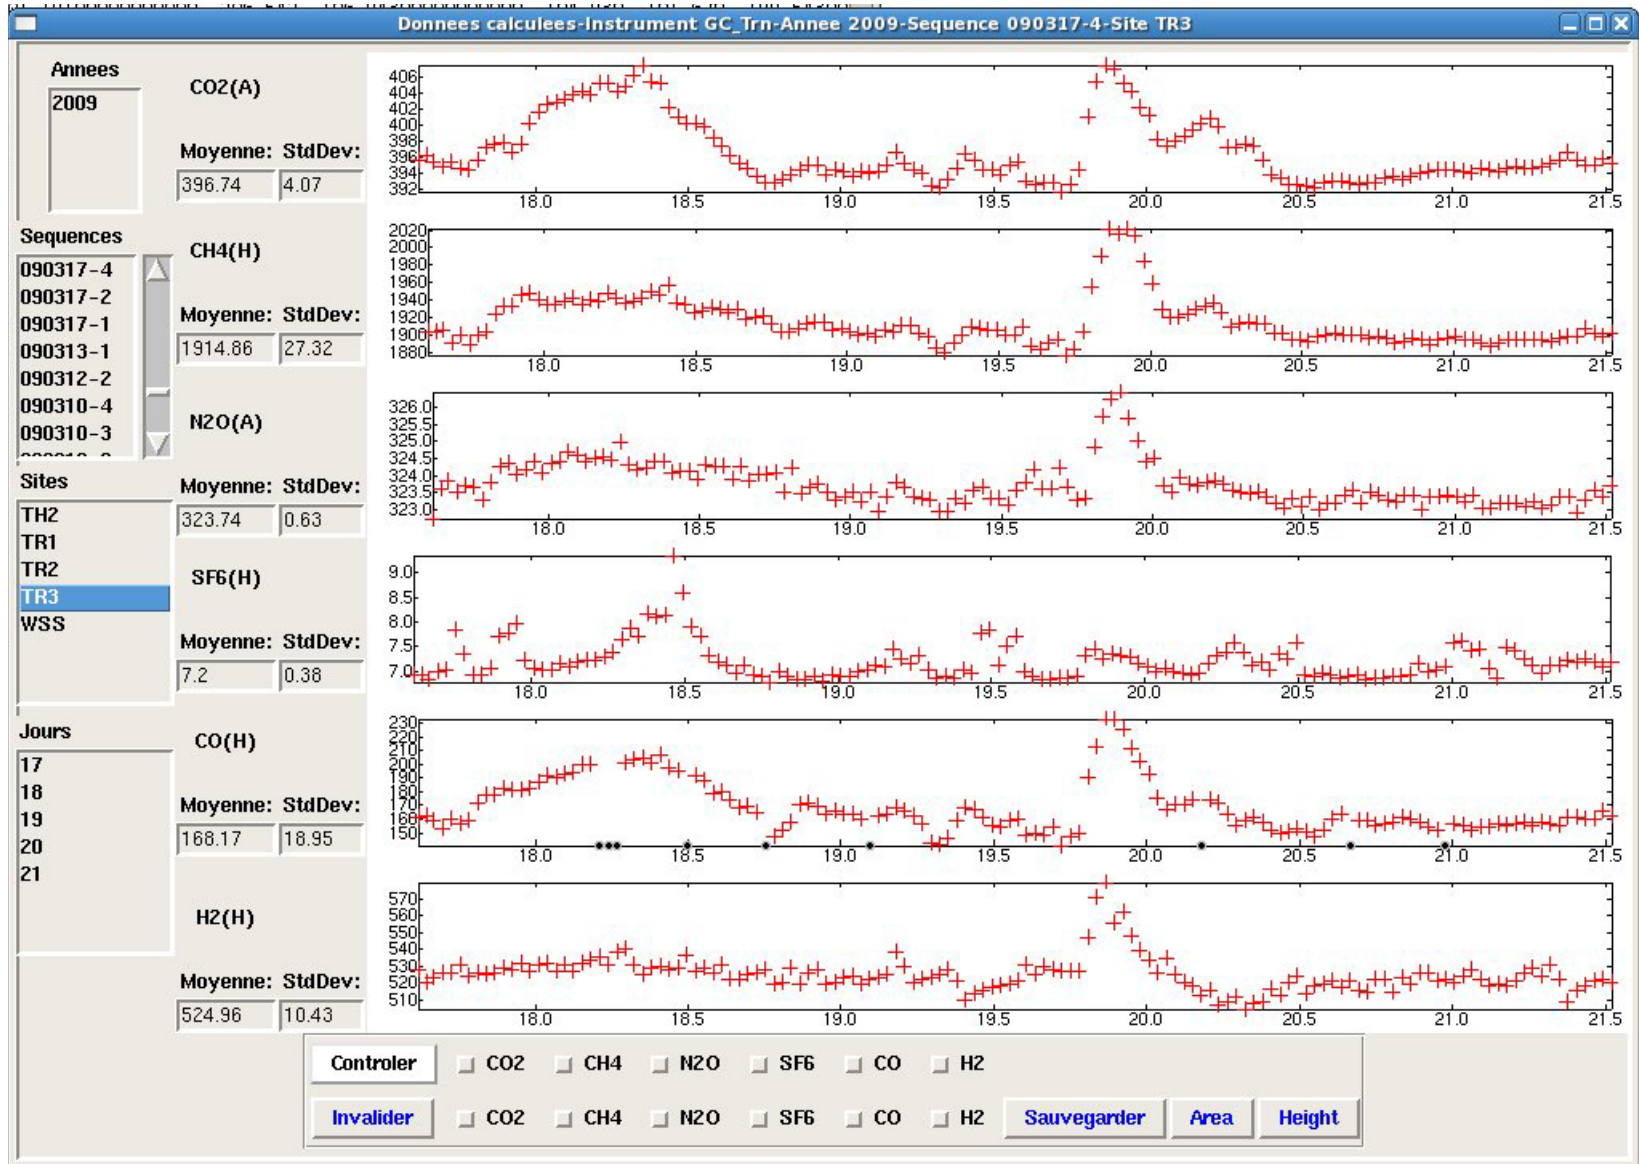 Donnees calculees-Instrument GC_Trn-Annee 2009-Sequence 090317-4-Site TR3
Annees
2009
Sequences
090317-4
090317-2
090317-1
090313-1
090312-2
090310-4
090310-3
Sites
TH2
TR1
TR2
TR3
WSS
Jours
17
18
19
20
21
CO2(A)
Moyenne: StdDev:
396.74 4.07
406
404
402
400
398
396
394
392
18.0 18.5 19.0 19.5 20.0 20.5 21.0 21.5
CH4(H)
Moyenne: StdDev:
1914.86 27.32
2020
2000
1980
1960
1940
1920
1900
1880
18.0 18.5 19.0 19.5 20.0 20.5 21.0 21.5
N2O(A)
Moyenne: StdDev:
323.74 0.63
326.0
325.5
325.0
324.5
324.0
323.5
323.0
18.0 18.5 19.0 19.5 20.0 20.5 21.0 21.5
SF6(H)
Moyenne: StdDev:
7.2 0.38
9.0
8.5
8.0
7.5
7.0
18.0 18.5 19.0 19.5 20.0 20.5 21.0 21.5
CO(H)
Moyenne: StdDev:
168.17 18.95
230
210
200
190
180
170
160
150
18.0 18.5 19.0 19.5 20.0 20.5 21.0 21.5
H2(H)
Moyenne: StdDev:
524.96 10.43
570
560
550
540
530
520
510
18.0 18.5 19.0 19.5 20.0 20.5 21.0 21.5
Controler CO2 CH4 N2O SF6 CO H2
Invalider CO2 CH4 N2O SF6 CO H2 Sauvegarder Area Height